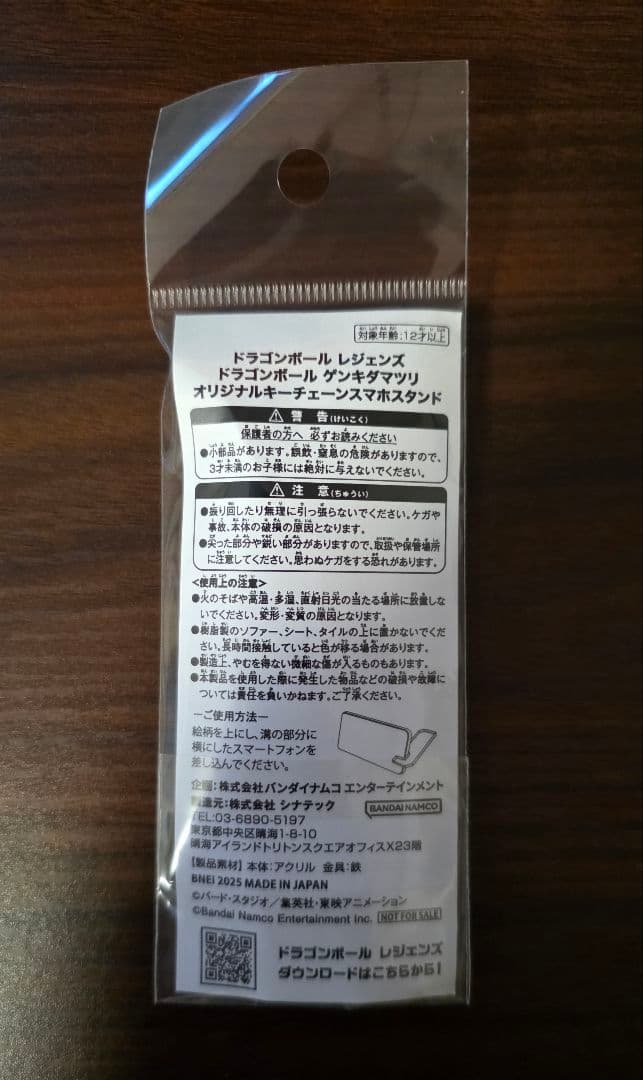 対象年齢:12才以上
ドラゴンボール レジェンズ
ドラゴンボール ゲンキダマツリ
オリジナルキーチェーンスマホスタンド
⚠ 警告(けいこく)
保護者の方へ 必ずお読みください
●小部品があります。誤飲・窒息の危険がありますので、
3才未満のお子様には絶対に与えないでください。
⚠ 注意(ちゅうい)
●振り回したり無理に引っ張らないでください。ケガや
事故、本体の破損の原因となります。
●尖った部分や鋭い部分がありますので、取扱や保管場所
に注意してください。思わぬケガをする恐れがあります。
<使用上の注意>
●火のそばや高温・多湿、直射日光の当たる場所に放置し
ないでください。変形・変質の原因となります。
●樹脂製のソファー、シート、タイルの上に置かないでくだ
さい。長時間接触していると色が移る場合があります。
●製造上、やむを得ない微細な傷が入るものもあります。
●本製品を使用した際に発生した物品などの破損や故障に
ついては責任を負いかねます。ご了承ください。
ーご使用方法ー
絵柄を上にし、溝の部分に
横にしたスマートフォンを
差し込んでください。
企画：株式会社バンダイナムコ エンターテインメント
製造元：株式会社 シナテック
BANDAI NAMCO
TEL:03-6890-5197
東京都中央区晴海1-8-10
晴海アイランドトリトンスクエアオフィスX23階
【製品素材】本体：アクリル 金具：鉄
BNEI 2025 MADE IN JAPAN
©バード・スタジオ／集英社・東映アニメーション
©Bandai Namco Entertainment Inc. NOT FOR SALE
ドラゴンボール レジェンズ
ダウンロードはこちらから!